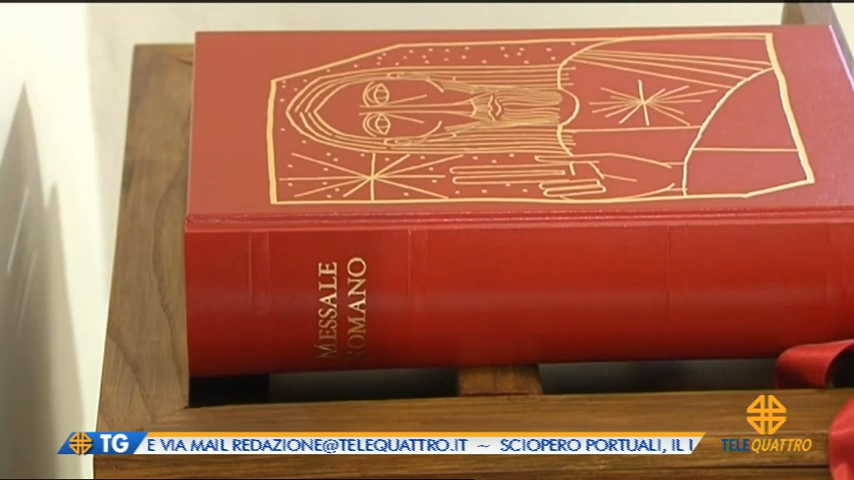 MESSALE
ROMANO
TG E VIA MAIL REDAZIONE@TELEQUATTRO.IT ~ SCIOPERO PORTUALI, IL
TELEQUATTRO